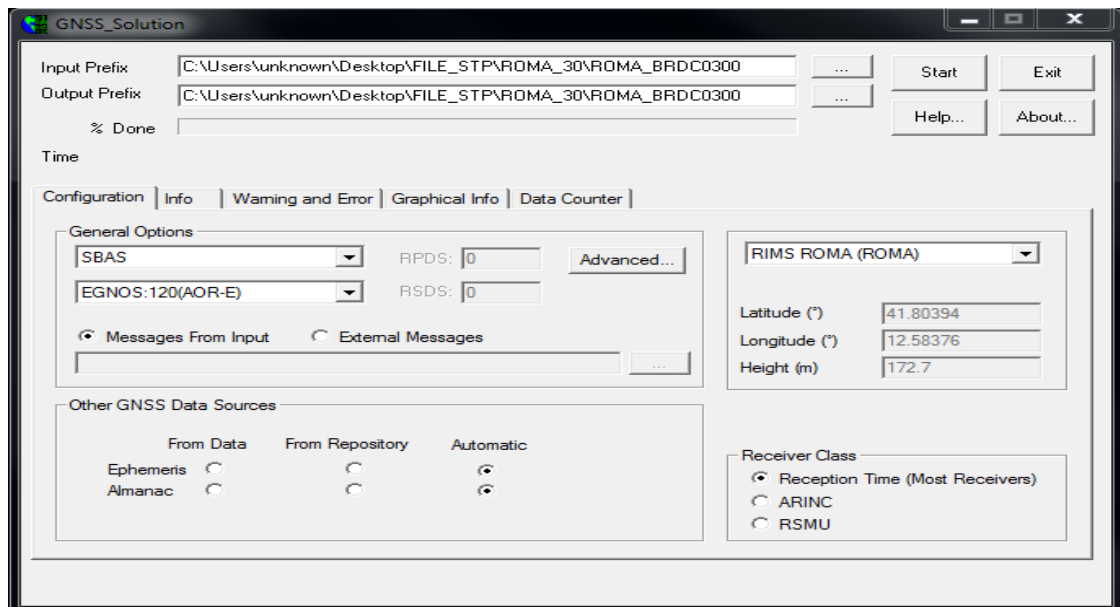 GNSS_Solution
Input Prefix C:\Users\unknown\Desktop\FILE_STP\ROMA_30\ROMA_BRDC0300 ... Start Exit
Output Prefix C:\Users\unknown\Desktop\FILE_STP\ROMA_30\ROMA_BRDC0300 ... Help... About...
% Done
Time
Configuration Info Warning and Error Graphical Info Data Counter
General Options
SBAS RPDS: 0 Advanced...
EGNOS:120(AOR-E) RSDS: 0
Messages From Input External Messages
...
RIMS ROMA (ROMA)
Latitude (°) 41.80394
Longitude (°) 12.58376
Height (m) 172.7
Other GNSS Data Sources
From Data From Repository Automatic
Ephemeris
Almanac
Receiver Class
Reception Time (Most Receivers)
ARINC
RSMU